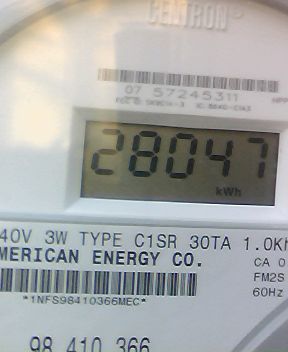 CENTRON®
07 57245311
28047
kWh
40V 3W TYPE C1SR 30TA 1.0Kh
MERICAN ENERGY CO.
CA 0
FM2S
60Hz
*1NFS98410366MEC*
98 410 366